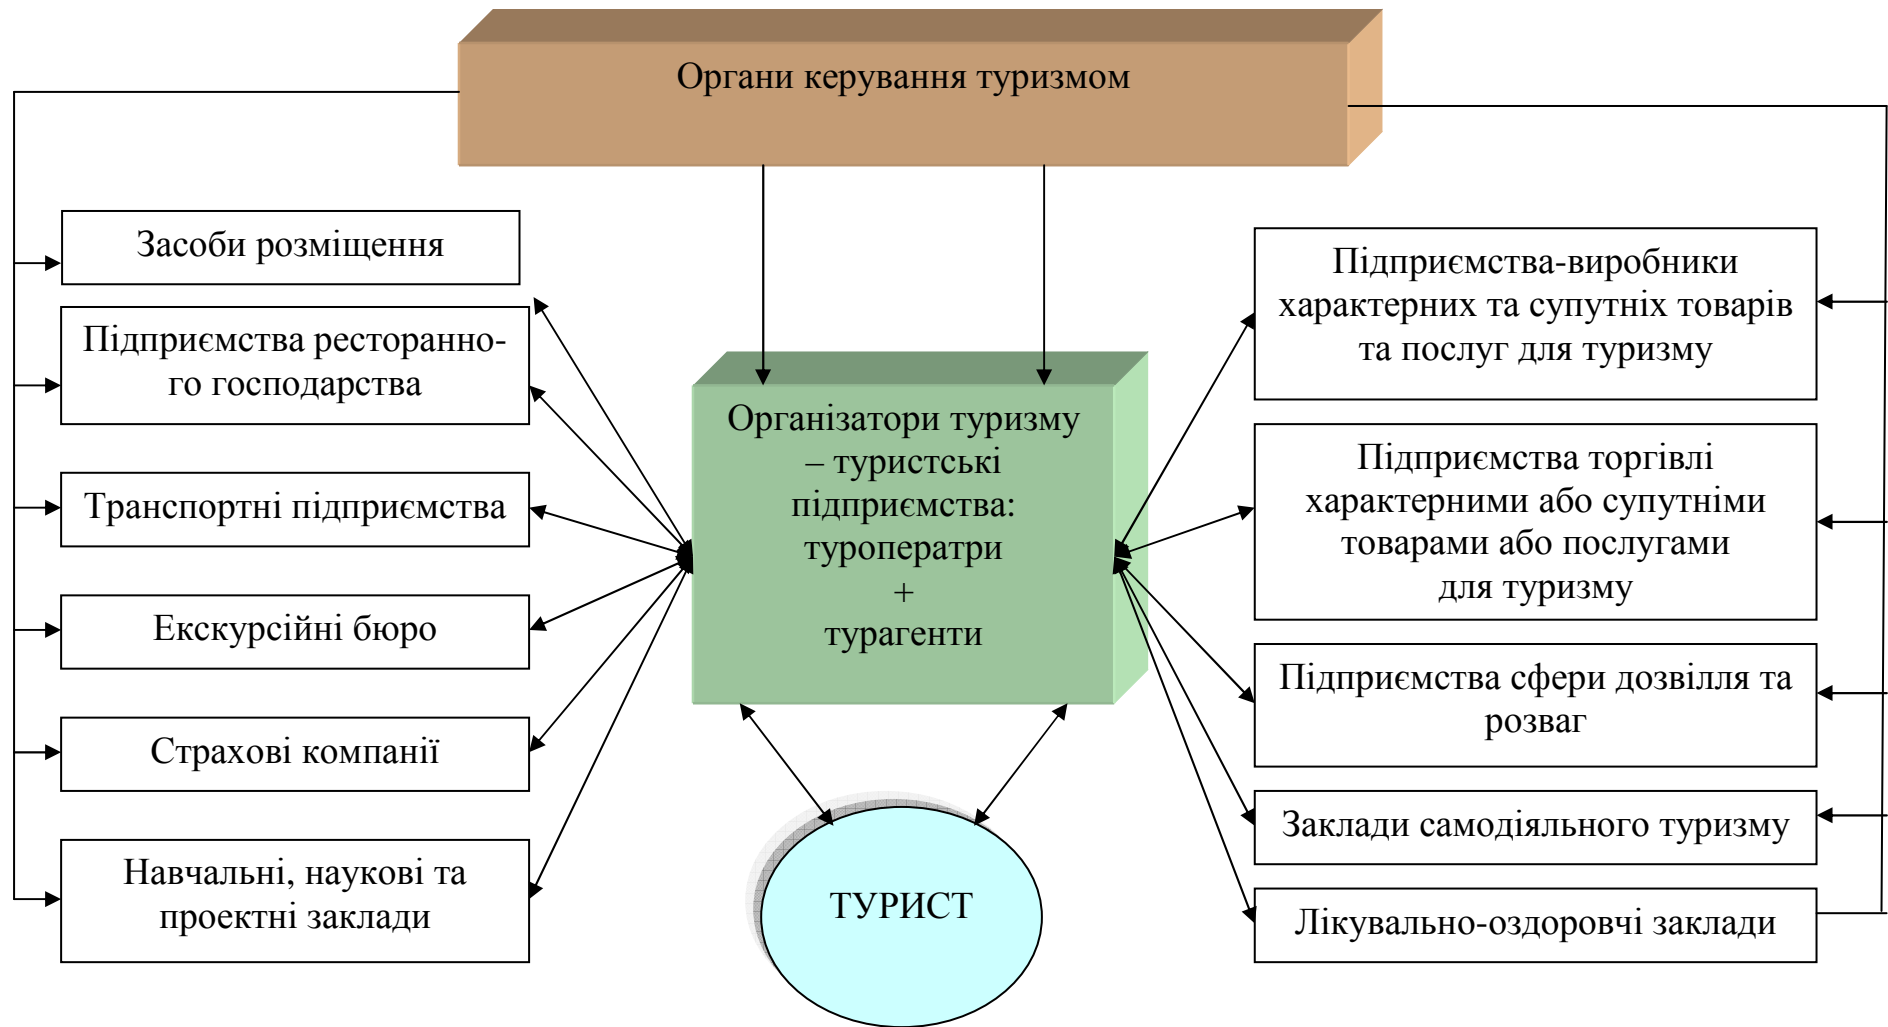 Органи керування туризмом
Засоби розміщення
Підприємства ресторанно-
го господарства
Транспортні підприємства
Екскурсійні бюро
Страхові компанії
Навчальні, наукові та
проектні заклади
Організатори туризму
– туристські
підприємства:
туроператри
+
турагенти
ТУРИСТ
Підприємства-виробники
характерних та супутніх товарів
та послуг для туризму
Підприємства торгівлі
характерними або супутніми
товарами або послугами
для туризму
Підприємства сфери дозвілля та
розваг
Заклади самодіяльного туризму
Лікувально-оздоровчі заклади